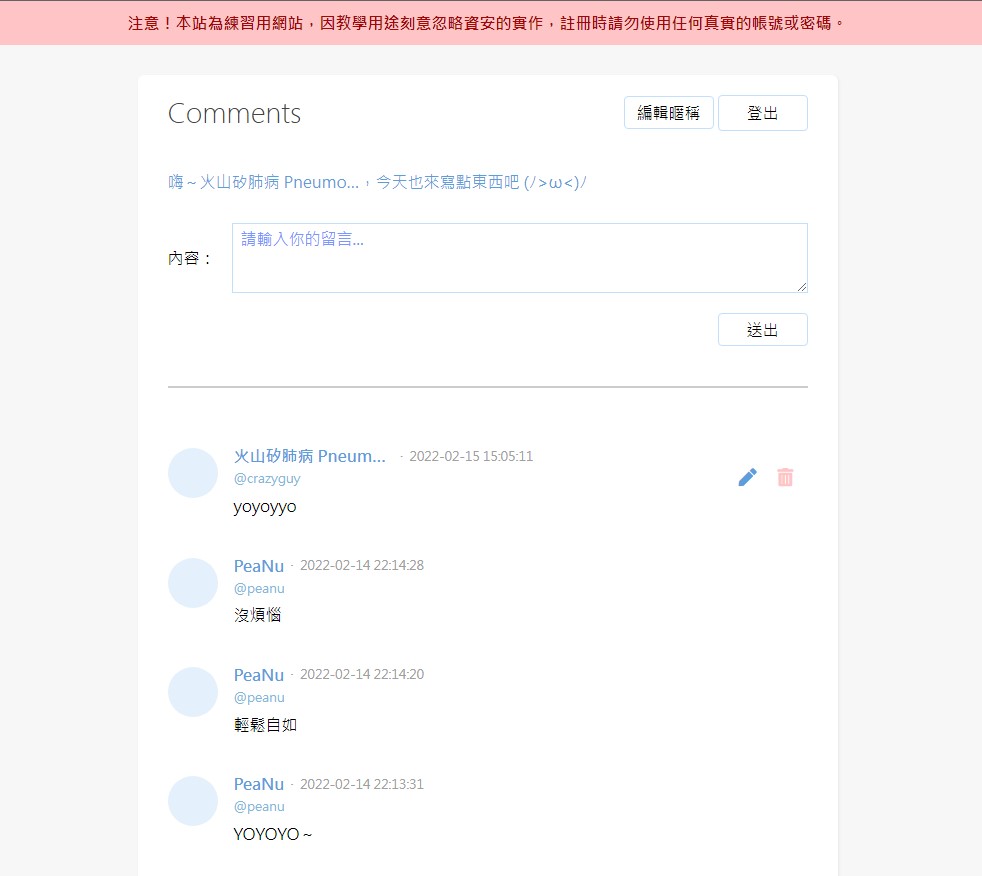 注意！本站為練習用網站，因教學用途刻意忽略資安的實作，註冊時請勿使用任何真實的帳號或密碼。
Comments
編輯暱稱
登出
嗨～火山矽肺病 Pneumo...，今天也來寫點東西吧 (/>ω<)/
內容：
請輸入你的留言...
送出
火山矽肺病 Pneum... · 2022-02-15 15:05:11
@crazyguy
yoyoyyo
PeaNu · 2022-02-14 22:14:28
@peanu
沒煩惱
PeaNu · 2022-02-14 22:14:20
@peanu
輕鬆自如
PeaNu · 2022-02-14 22:13:31
@peanu
YOYOYO～